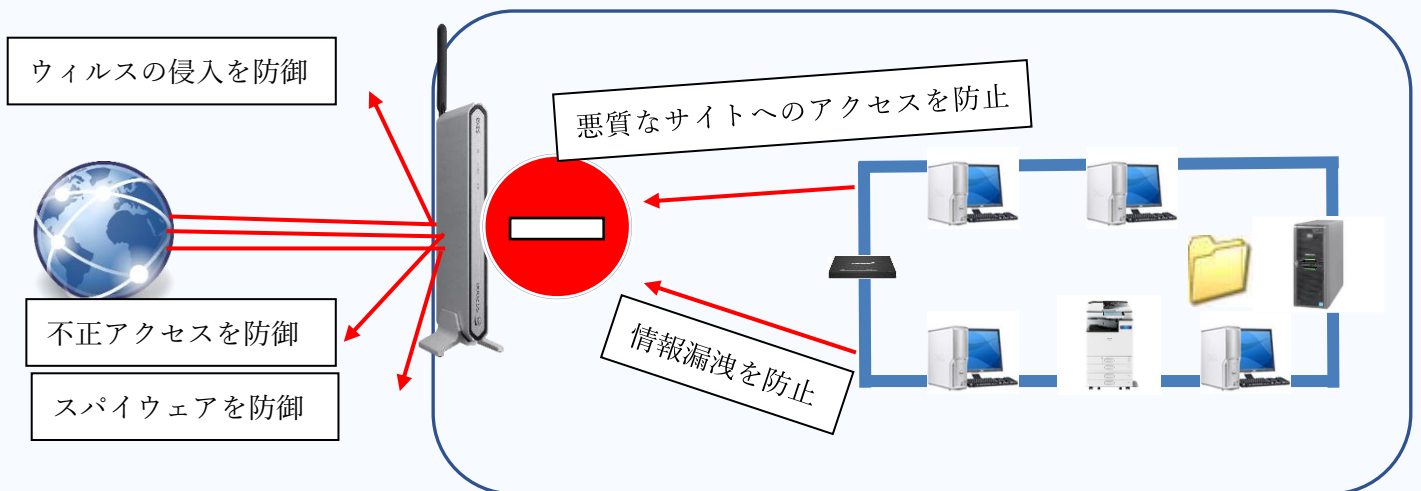 ウィルスの侵入を防御
悪質なサイトへのアクセスを防止
不正アクセスを防御
情報漏洩を防止
スパイウェアを防御